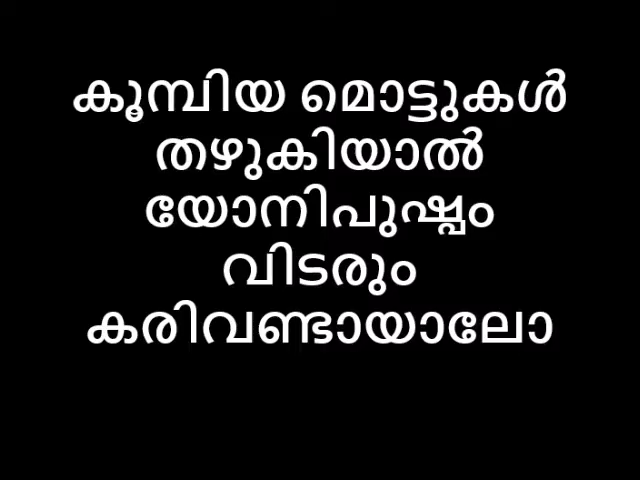 കൂമ്പിയ മൊട്ടുകൾ
തഴുകിയാൽ
യോനിപുഷ്പം
വിടരും
കരിവണ്ടായാലോ